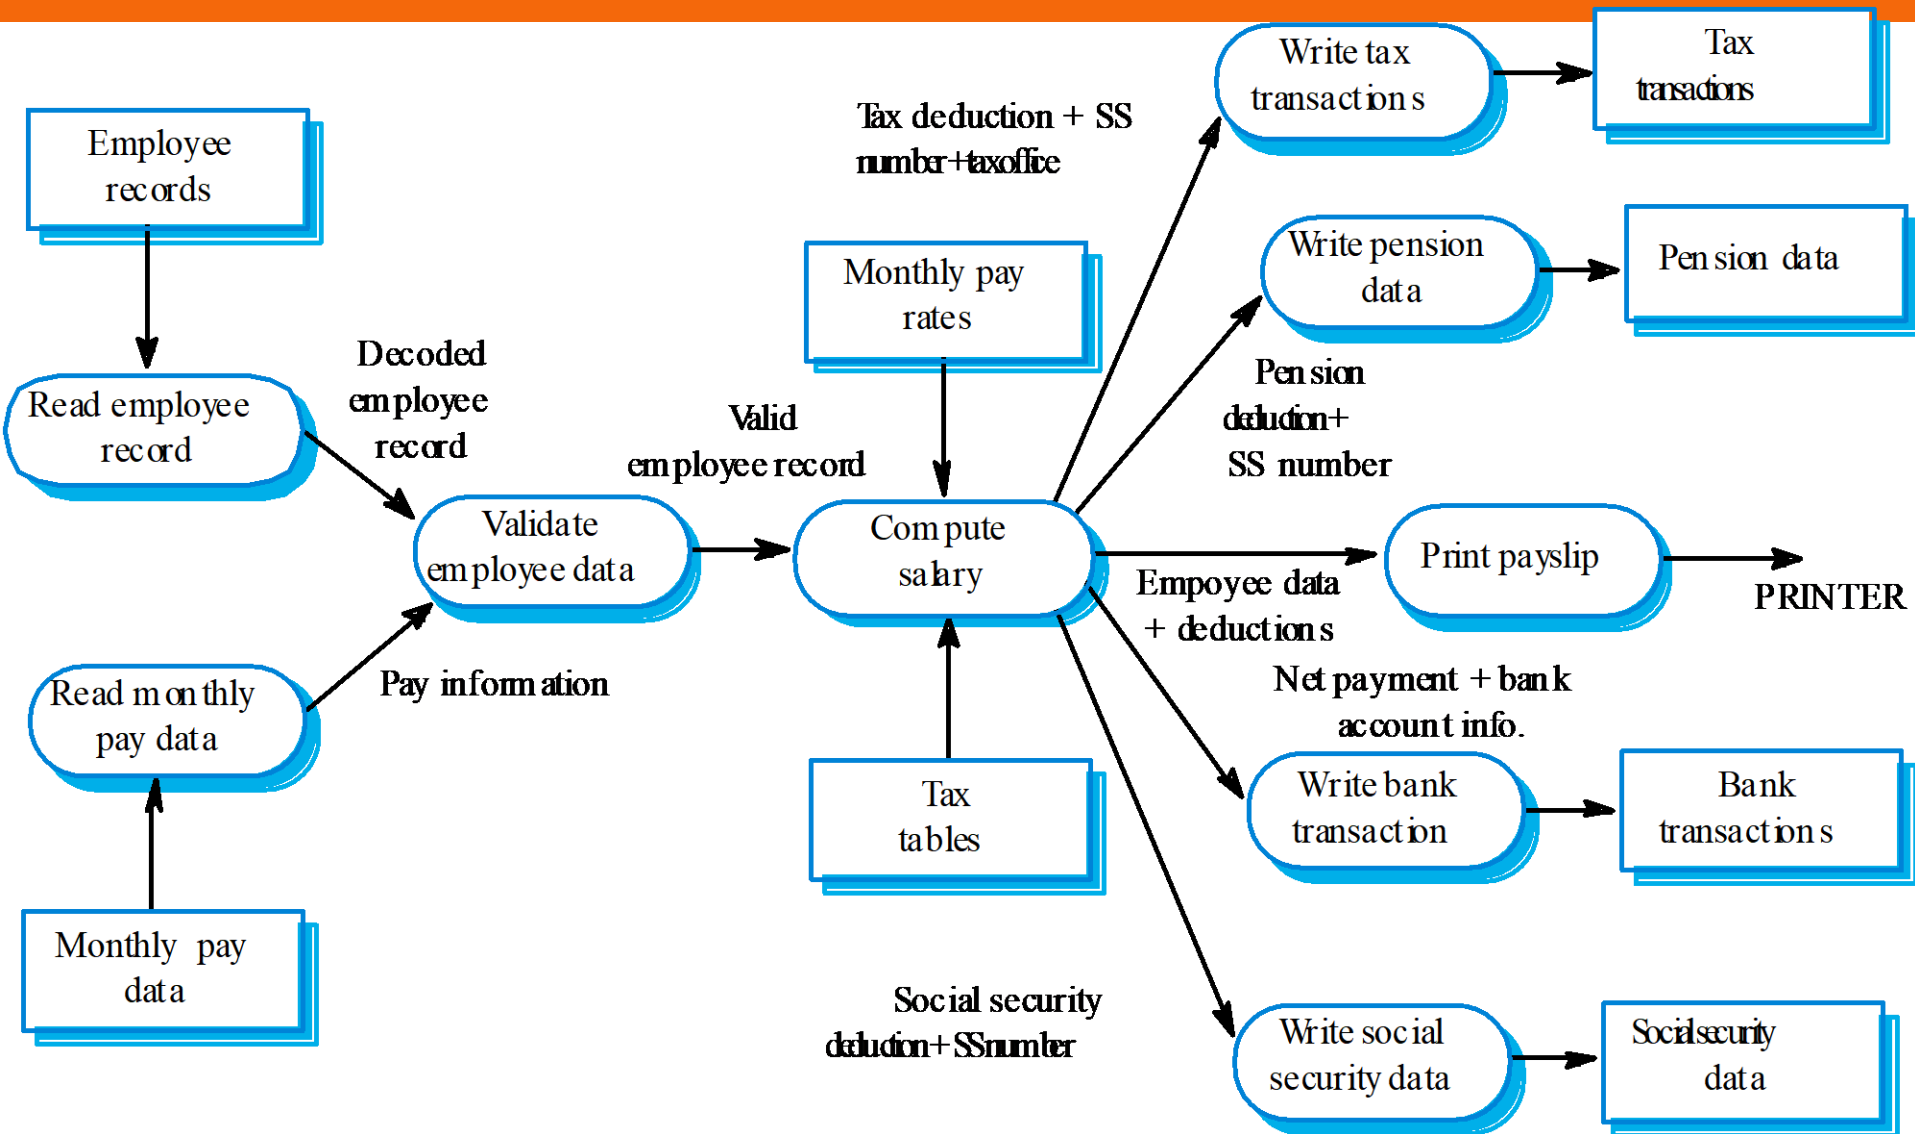 Employee
records
Read employee
record
Decoded
employee
record
Validate
employee data
Pay information
Read monthly
pay data
Monthly pay
data
Valid
employee record
Monthly pay
rates
Compute
salary
Tax
tables
Tax deduction + SS
number+taxoffice
Write tax
transactions
Tax
transactions
Write pension
data
Pension data
Pension
deduction+
SS number
Empoyee data
+ deductions
Print payslip
PRINTER
Net payment + bank
account info.
Write bank
transaction
Bank
transactions
Social security
deduction+SSnumber
Write social
security data
Socialsecurity
data